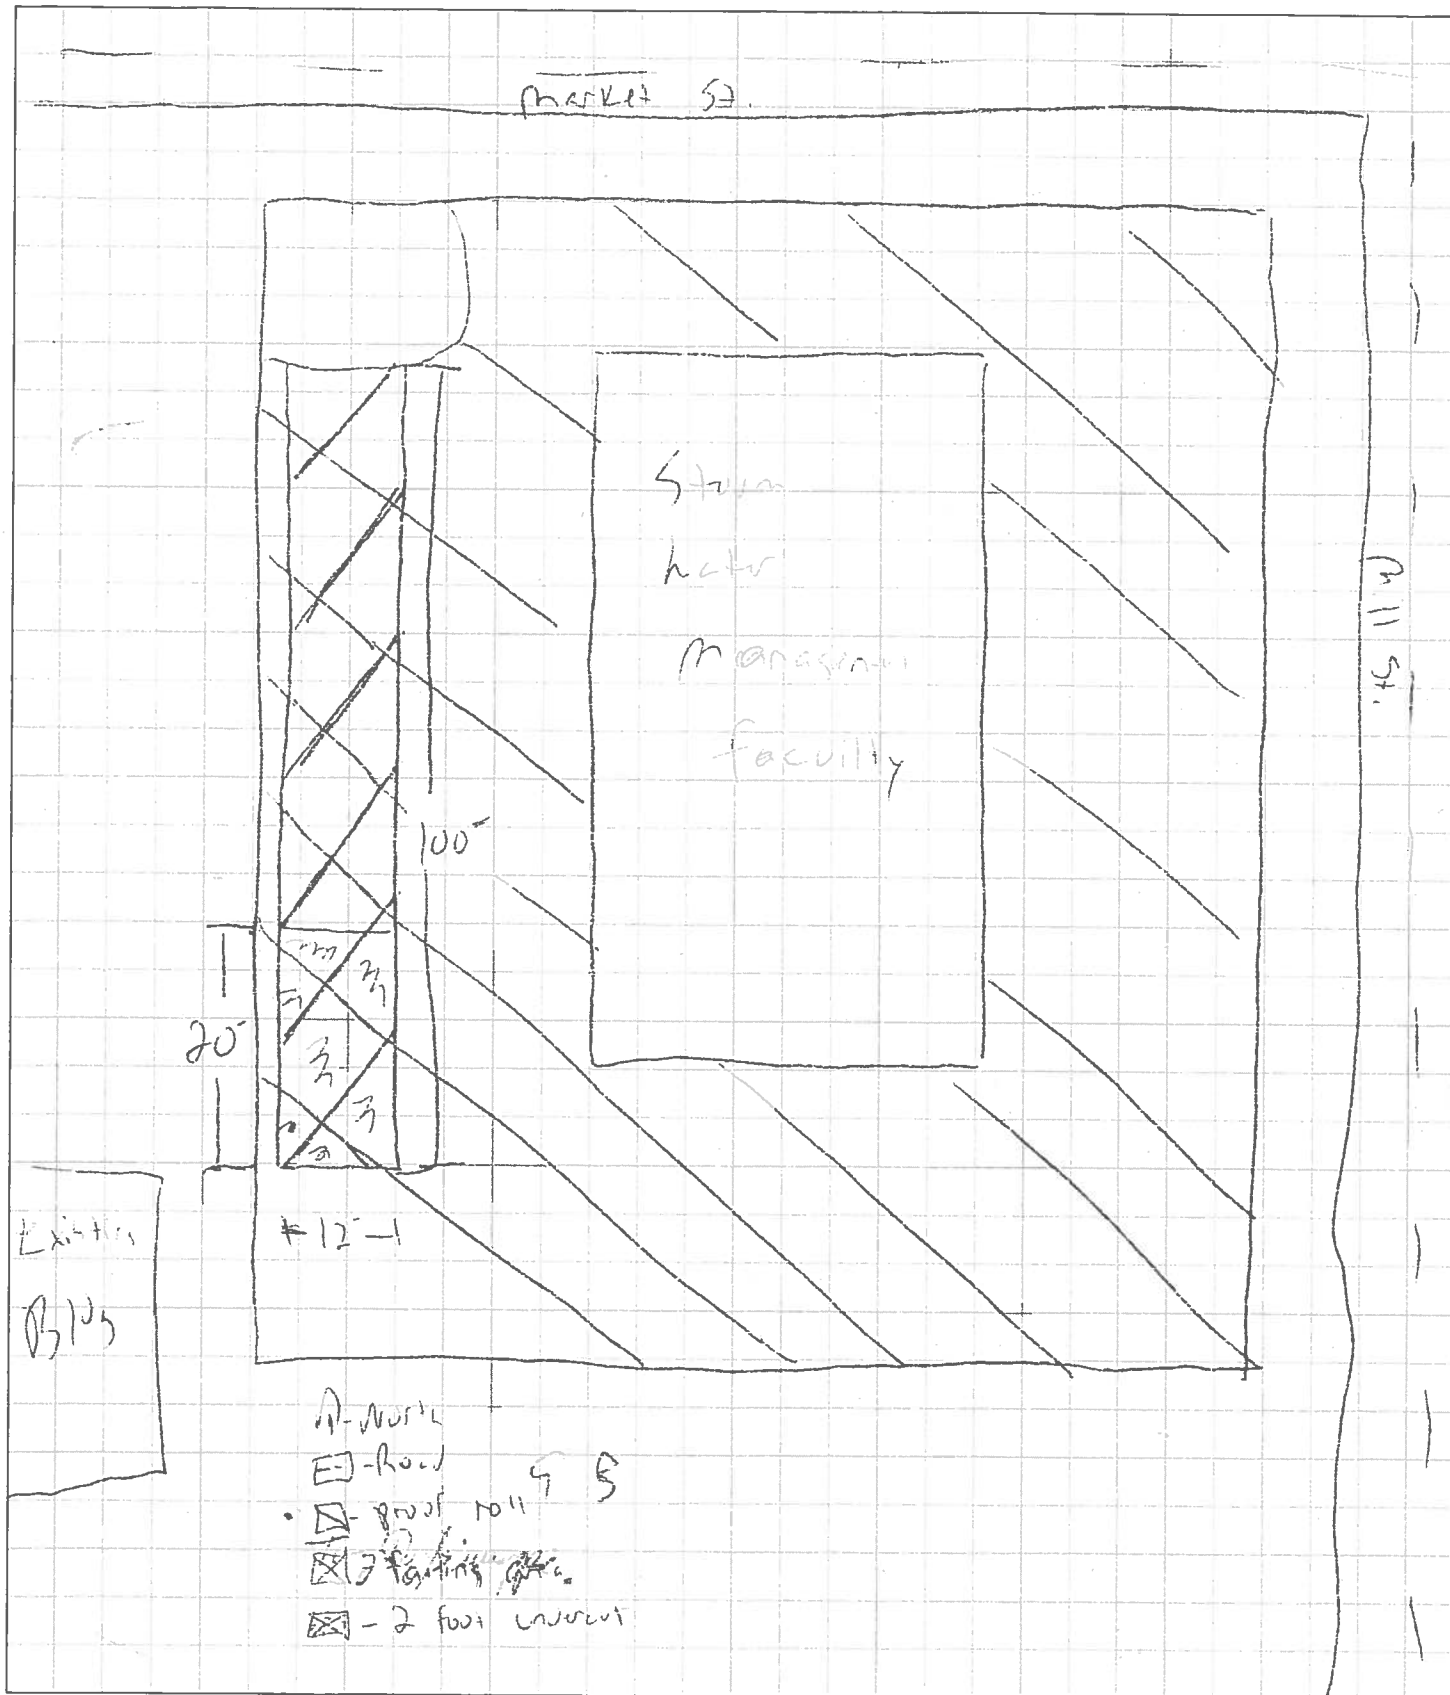 Market St.
Storm
Water
Management
facuilty
Mill St.
100'
20'
12'
Existing
Bldg
North
- Road
- proof roll
- 2 foot undercut